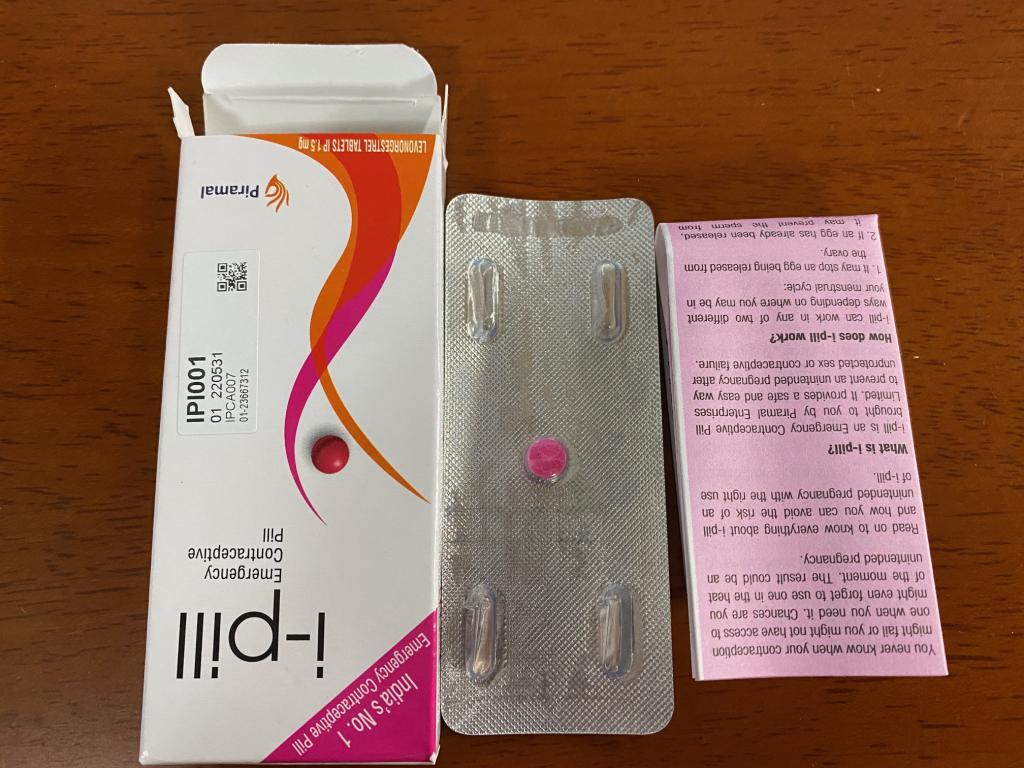 India's No. 1
Emergency Contraceptive Pill
i-pill
Emergency
Contraceptive
Pill
IPI001
01 220531
IPCA007
01-23667312
Piramal
LEVONORGESTREL TABLETS IP 1.5 mg
You never know when your contraception
might fail or you might not have access to
one when you need it. Chances are you
might even forget to use one in the heat
of the moment. The result could be an
unintended pregnancy.
Read on to know everything about i-pill
and how you can avoid the risk of an
unintended pregnancy with the right use
of i-pill.
What is i-pill?
i-pill is an Emergency Contraceptive Pill
brought to you by Piramal Enterprises
Limited. It provides a safe and easy way
to prevent an unintended pregnancy after
unprotected sex or contraceptive failure.
How does i-pill work?
i-pill can work in any of two different
ways depending on where you may be in
your menstrual cycle:
1. It may stop an egg being released from
the ovary.
2. If an egg has already been released,
it may prevent the sperm from